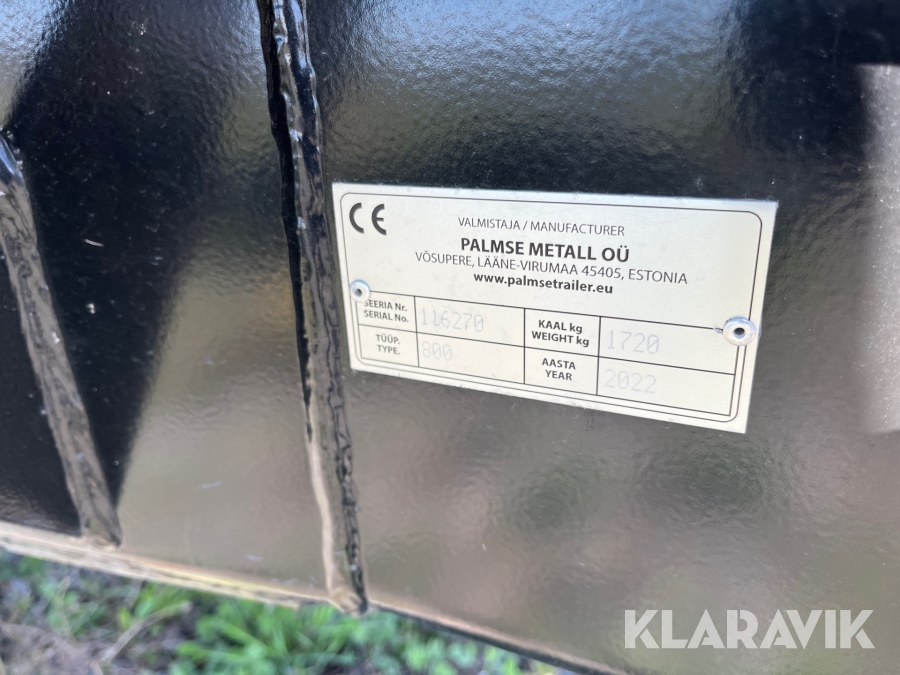 CE
VALMISTAJA / MANUFACTURER
PALMSE METALL OÜ
VÕSUPERE, LÄÄNE-VIRUMAA 45405, ESTONIA
www.palmsetrailer.eu
SEERIA Nr.
SERIAL No.
116270
KAAL kg
WEIGHT kg
1720
TÜÜP.
TYPE.
800
AASTA
YEAR
2022
KLARAVIK